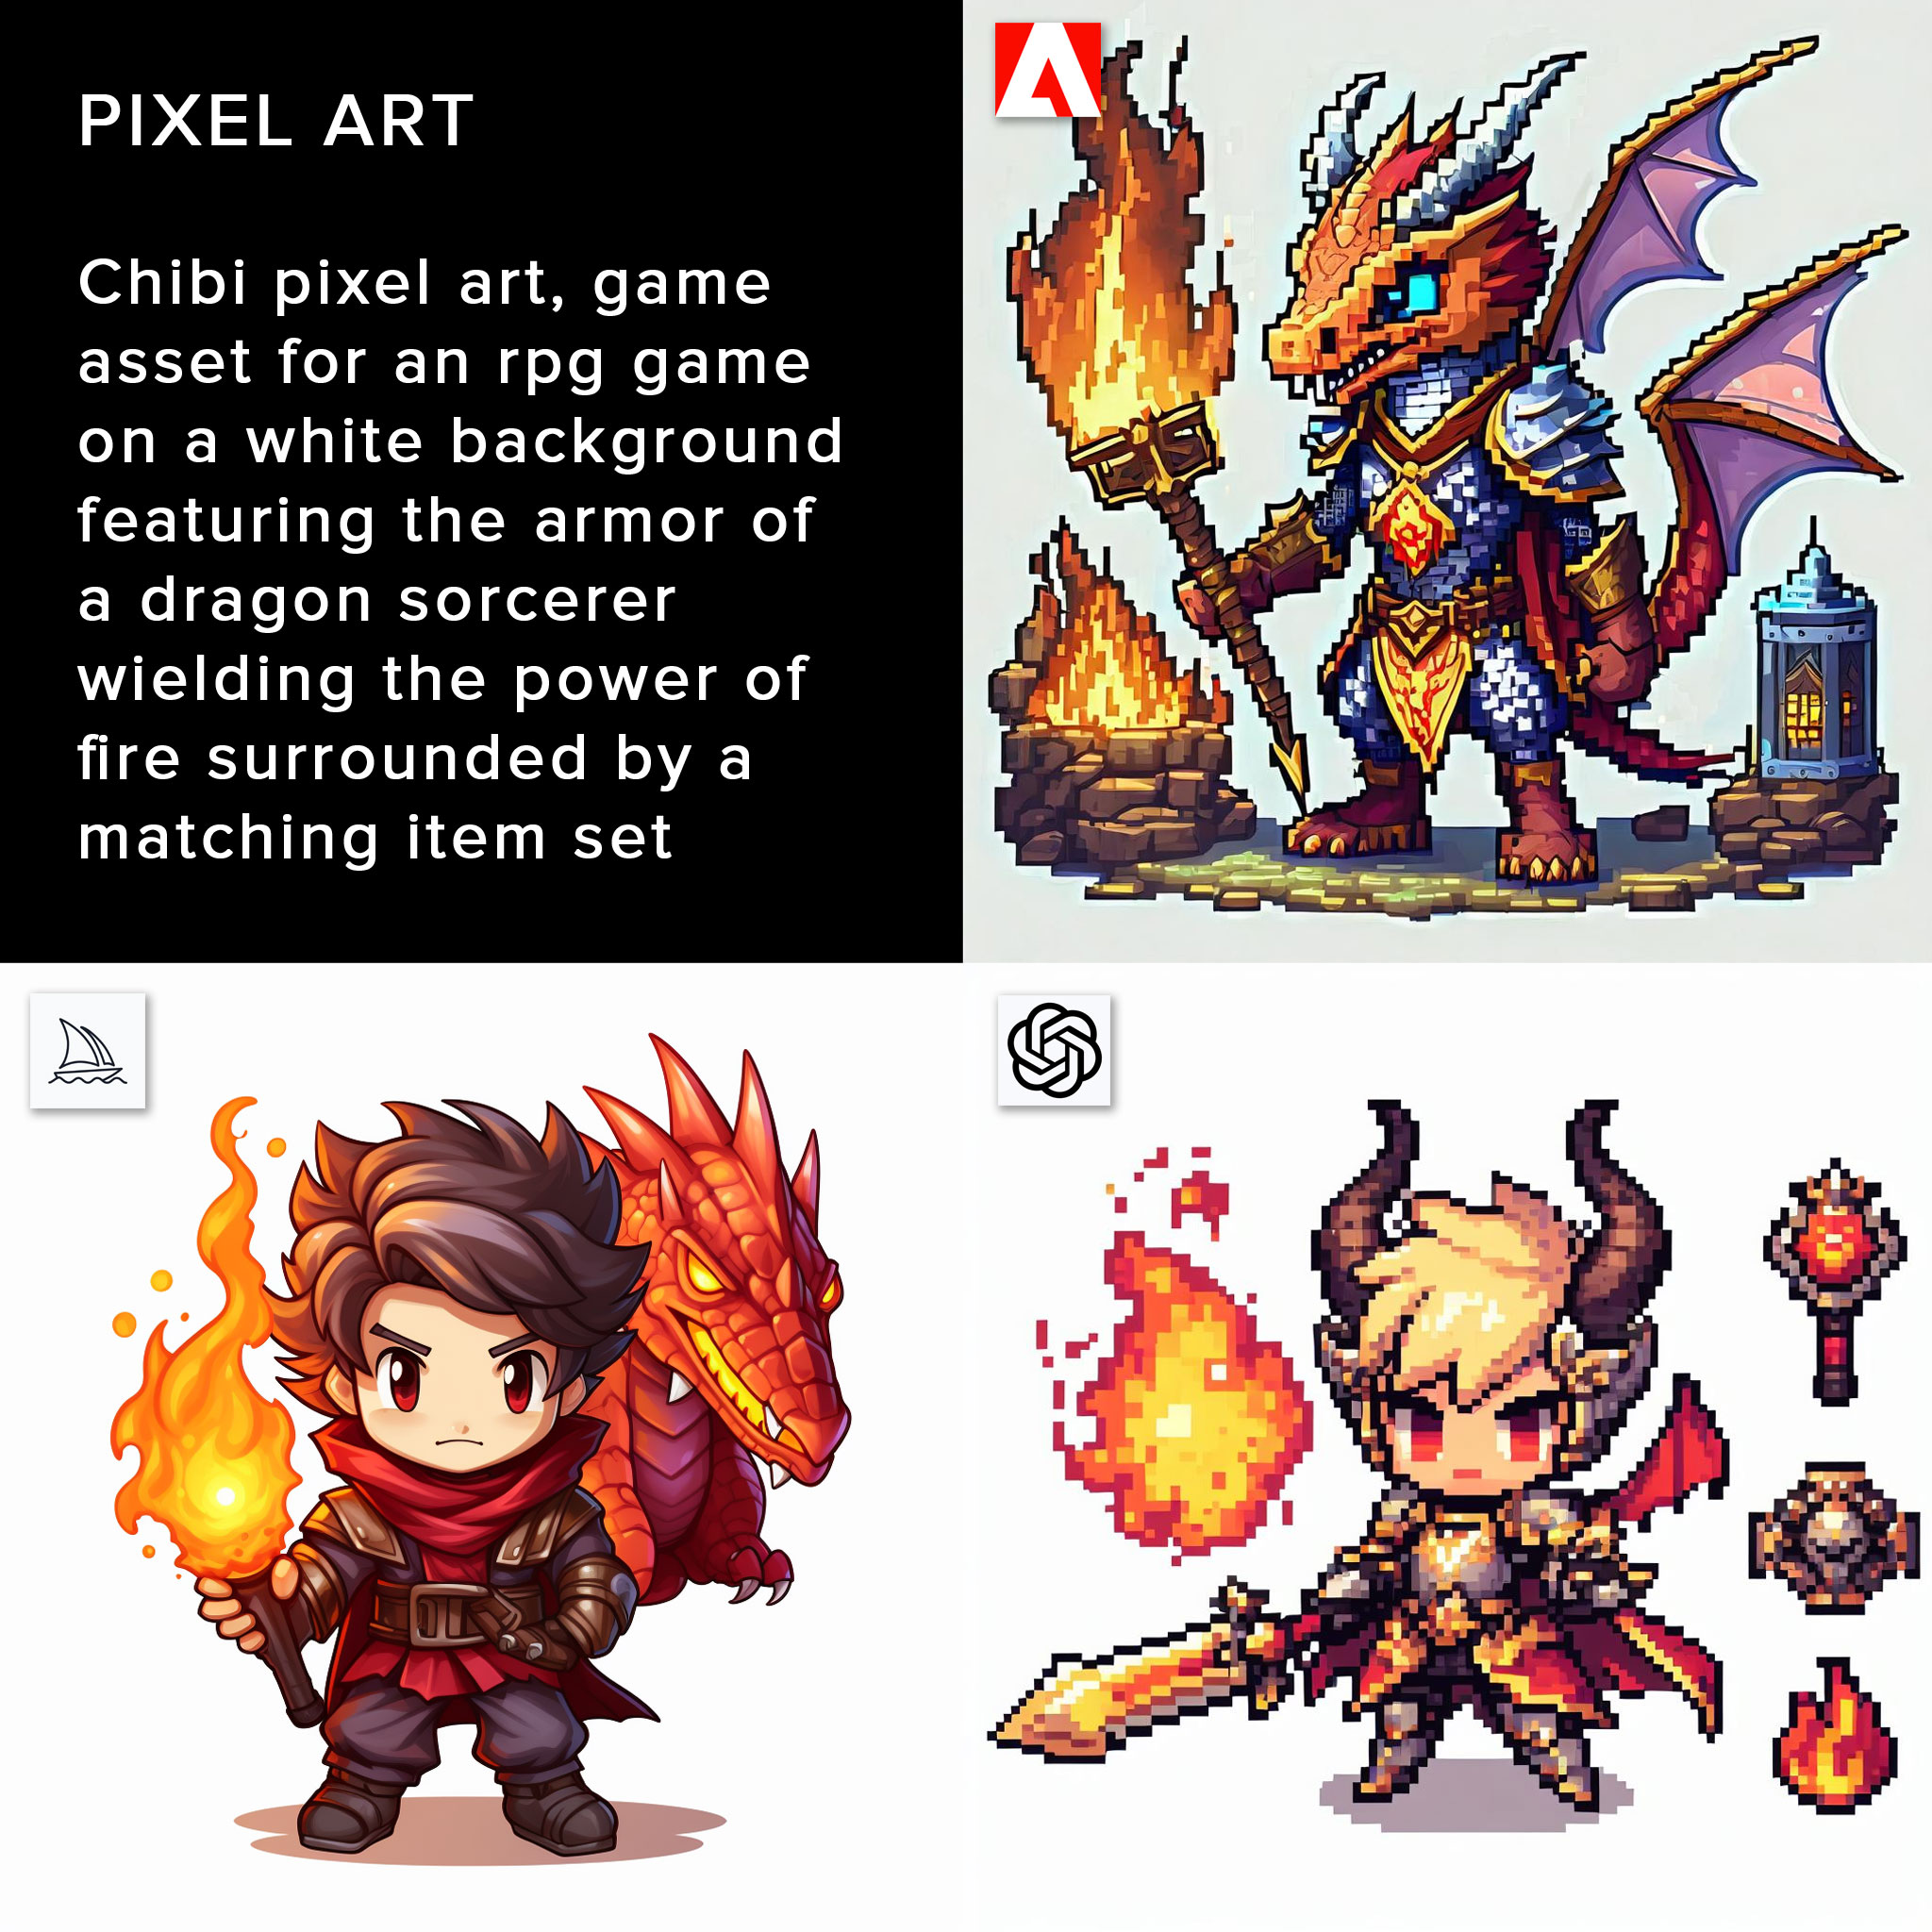 PIXEL ART
Chibi pixel art, game
asset for an rpg game
on a white background
featuring the armor of
a dragon sorcerer
wielding the power of
fire surrounded by a
matching item set